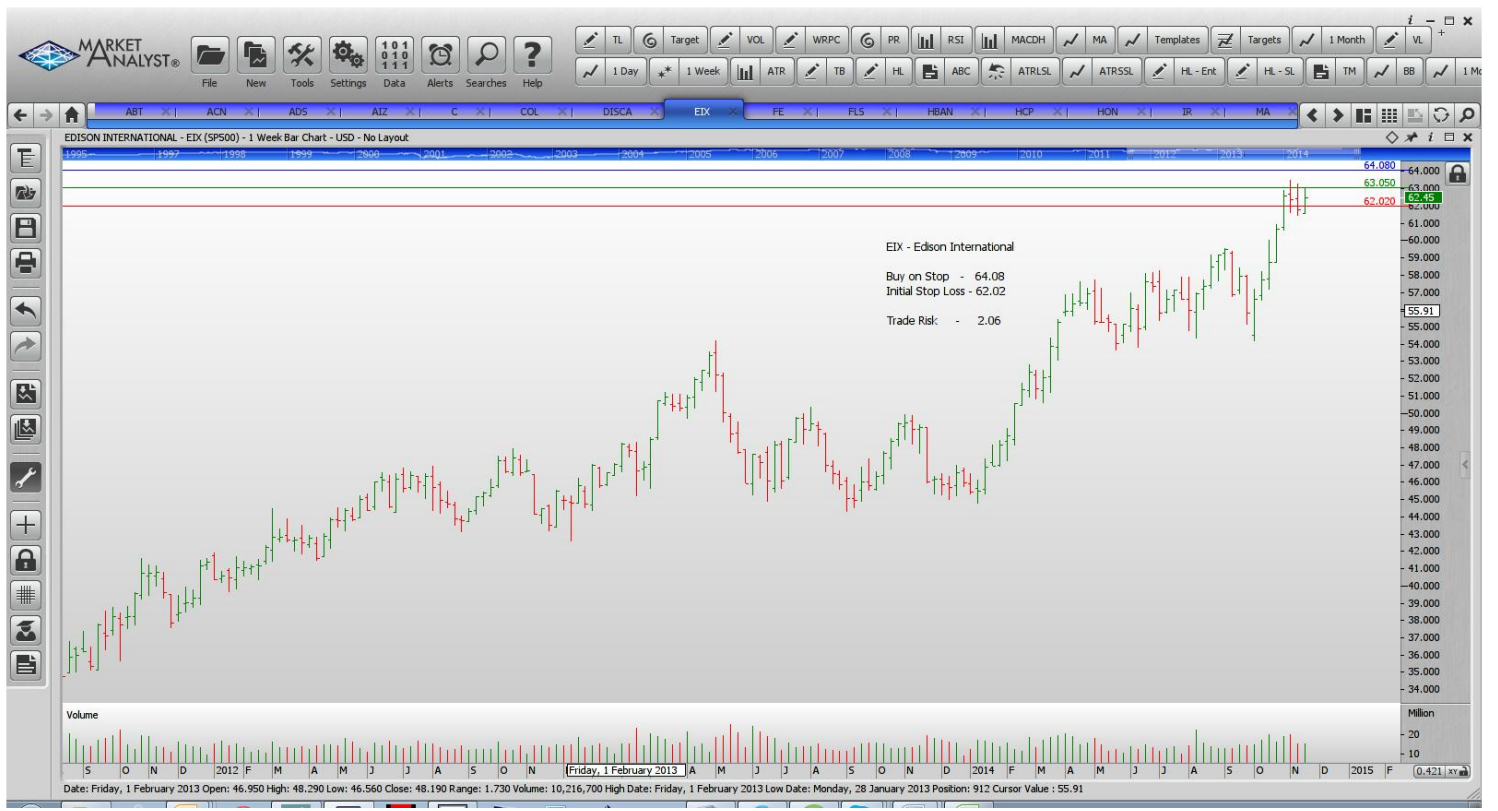 i
MARKET ANALYST®
File New Tools Settings Data Alerts Searches Help
TL Target VOL WRPC PR RSI MACDH MA Templates Targets 1 Month VL +
1 Day 1 Week ATR TB HL ABC ATRLSL ATRSSL HL - Ent HL - SL TM BB 1 Mo
ABT ACN ADS AIZ C COL DISCA EIX FE FLS HBAN HCP HON IR MA
EDISON INTERNATIONAL - EIX (SP500) - 1 Week Bar Chart - USD - No Layout
1995 1997 1998 1999 2000 2001 2002 2003 2004 2005 2006 2007 2008 2009 2010 2011 2012 2013 2014
64.080
64.000
63.050
63.000
62.45
62.020
62.000
61.000
60.000
59.000
58.000
57.000
55.91
55.000
54.000
53.000
52.000
51.000
50.000
49.000
48.000
47.000
46.000
45.000
44.000
43.000
42.000
41.000
40.000
39.000
38.000
37.000
36.000
35.000
34.000
EIX - Edison International
Buy on Stop - 64.08
Initial Stop Loss - 62.02
Trade Risk - 2.06
Volume
Million
20
10
S O N D 2012 F M A M J J A S O N Friday, 1 February 2013 A M J J A S O N D 2014 F M A M J J A S O N D 2015 F 0.421 XY
Date: Friday, 1 February 2013 Open: 46.950 High: 48.290 Low: 46.560 Close: 48.190 Range: 1.730 Volume: 10,216,700 High Date: Friday, 1 February 2013 Low Date: Monday, 28 January 2013 Position: 912 Cursor Value : 55.91